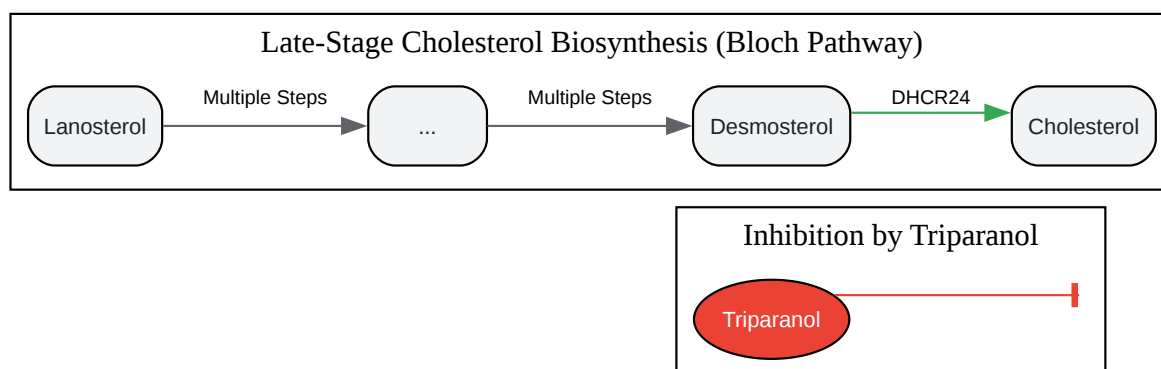 Late-Stage Cholesterol Biosynthesis (Bloch Pathway)
Lanosterol
Multiple Steps
...
Multiple Steps
Desmosterol
DHCR24
Cholesterol
Inhibition by Triparanol
Triparanol